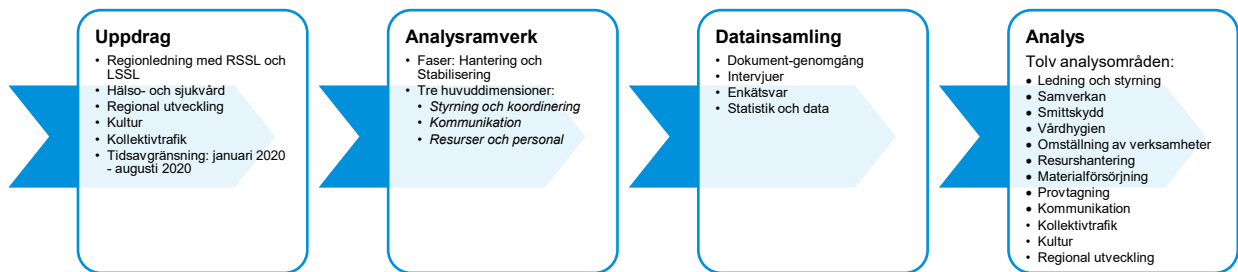 Uppdrag
• Regionledning med RSSL och
LSSL
• Hälso- och sjukvård
• Regional utveckling
• Kultur
• Kollektivtrafik
• Tidsavgränsning: januari 2020
- augusti 2020
Analysramverk
• Faser: Hantering och
Stabilisering
• Tre huvuddimensioner:
• Styrning och koordinering
• Kommunikation
• Resurser och personal
Datainsamling
• Dokument-genomgång
• Intervjuer
• Enkätsvar
• Statistik och data
Analys
Tolv analysområden:
• Ledning och styrning
• Samverkan
• Smittskydd
• Vårdhygien
• Omställning av verksamheter
• Resurshantering
• Materialförsörjning
• Provtagning
• Kommunikation
• Kollektivtrafik
• Kultur
• Regional utveckling